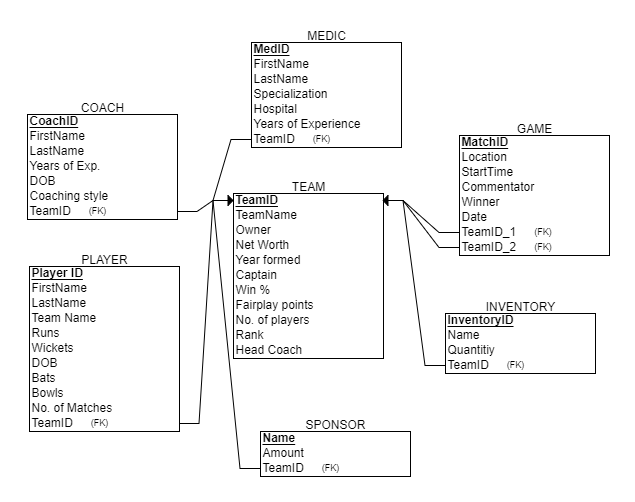 MEDIC
MedID
FirstName
LastName
Specialization
Hospital
Years of Experience
TeamID (FK)
COACH
CoachID
FirstName
LastName
Years of Exp.
DOB
Coaching style
TeamID (FK)
GAME
MatchID
Location
StartTime
Commentator
Winner
Date
TeamID_1 (FK)
TeamID_2 (FK)
TEAM
TeamID
TeamName
Owner
Net Worth
Year formed
Captain
Win %
Fairplay points
No. of players
Rank
Head Coach
PLAYER
Player ID
FirstName
LastName
Team Name
Runs
Wickets
DOB
Bats
Bowls
No. of Matches
TeamID (FK)
INVENTORY
InventoryID
Name
Quantitiy
TeamID (FK)
SPONSOR
Name
Amount
TeamID (FK)